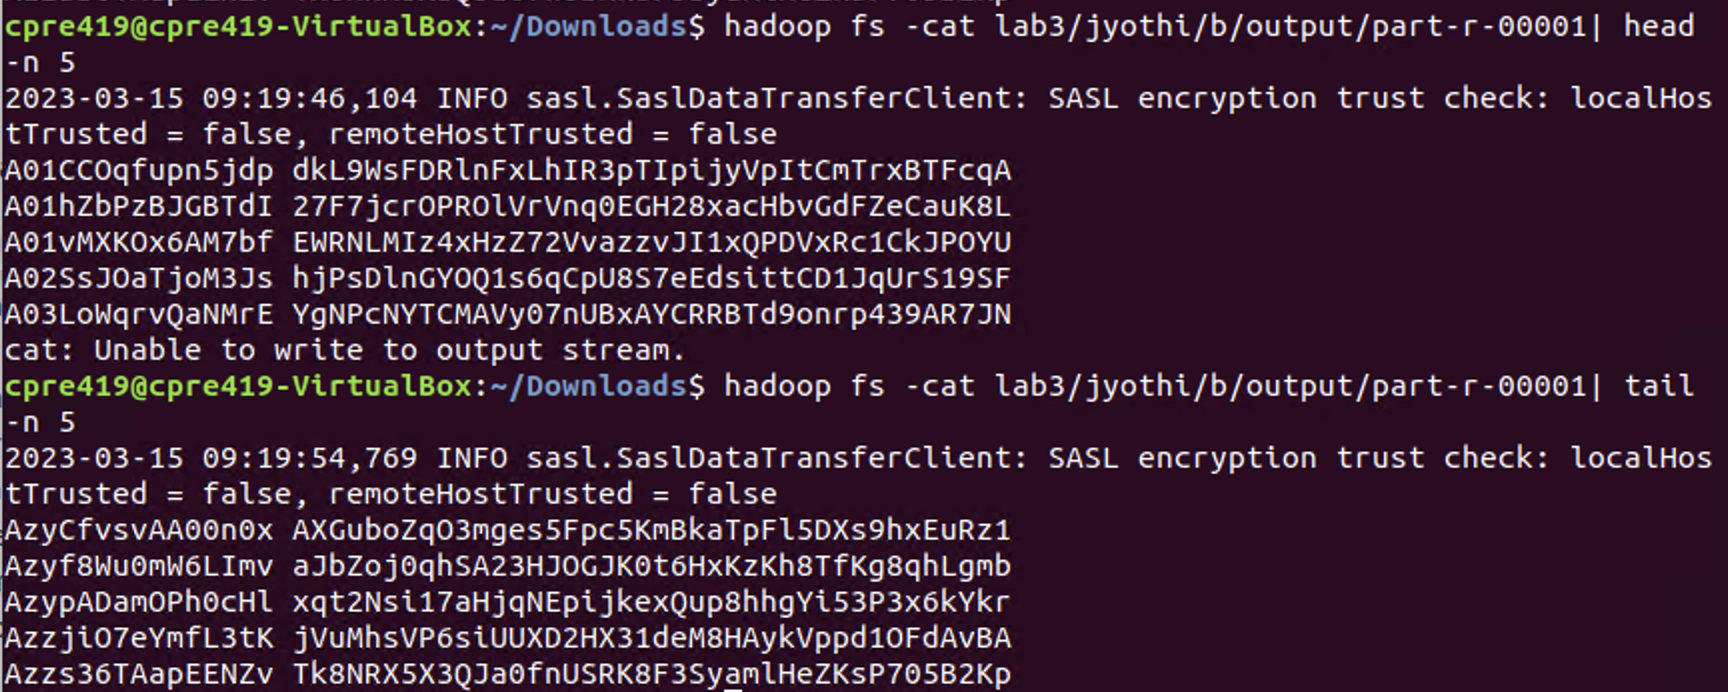 cpre419@cpre419-VirtualBox:~/Downloads$ hadoop fs -cat lab3/jyothi/b/output/part-r-00001| head
-n 5
2023-03-15 09:19:46,104 INFO sasl.SaslDataTransferClient: SASL encryption trust check: localHos
tTrusted = false, remoteHostTrusted = false
A01CCOqfupn5jdp dkL9WsFDRlnFxLhIR3pTIpijyVpItCmTrxBTFcqA
A01hZbPzBJGBTdI 27F7jcrOPROlVrVnq0EGH28xacHbvGdFZeCauK8L
A01vMXKOx6AM7bf EWRNLMIz4xHzZ72VvazzvJI1xQPDVxRc1CkJPOYU
A02SsJOaTjoM3Js hjPsDlnGYOQ1s6qCpU8S7eEdsittCD1JqUrS19SF
A03LoWqrvQaNMrE YgNPcNYTCMAVy07nUBxAYCRRBTd9onrp439AR7JN
cat: Unable to write to output stream.
cpre419@cpre419-VirtualBox:~/Downloads$ hadoop fs -cat lab3/jyothi/b/output/part-r-00001| tail
-n 5
2023-03-15 09:19:54,769 INFO sasl.SaslDataTransferClient: SASL encryption trust check: localHos
tTrusted = false, remoteHostTrusted = false
AzyCfvsvAA00n0x AXGuboZqO3mges5Fpc5KmBkaTpFl5DXs9hxEuRz1
Azyf8Wu0mW6LImv aJbZoj0qhSA23HJOGJK0t6HxKzKh8TfKg8qhLgmb
AzypADamOPh0cHl xqt2Nsi17aHjqNEpijkexQup8hhgYi53P3x6kYkr
AzzjiO7eYmfL3tK jVuMhsVP6siUUXD2HX31deM8HAykVppd1OFdAvBA
Azzs36TAapEENZv Tk8NRX5X3QJa0fnUSRK8F3SyamlHeZKsP705B2Kp